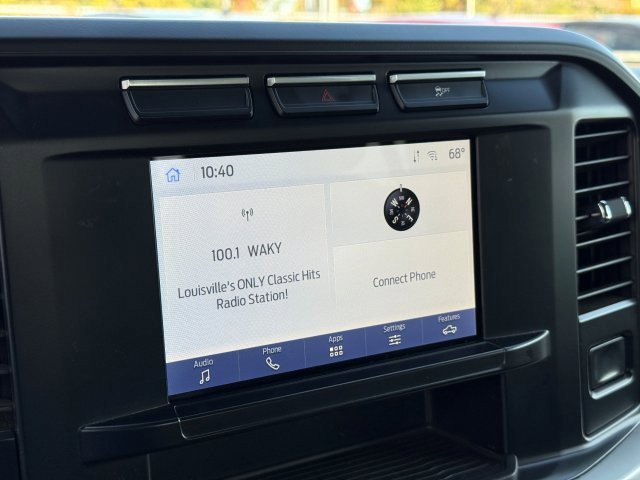 OFF
10:40
68°
100.1 WAKY
Louisville's ONLY Classic Hits
Radio Station!
Connect Phone
Audio
Phone
Apps
Settings
Features